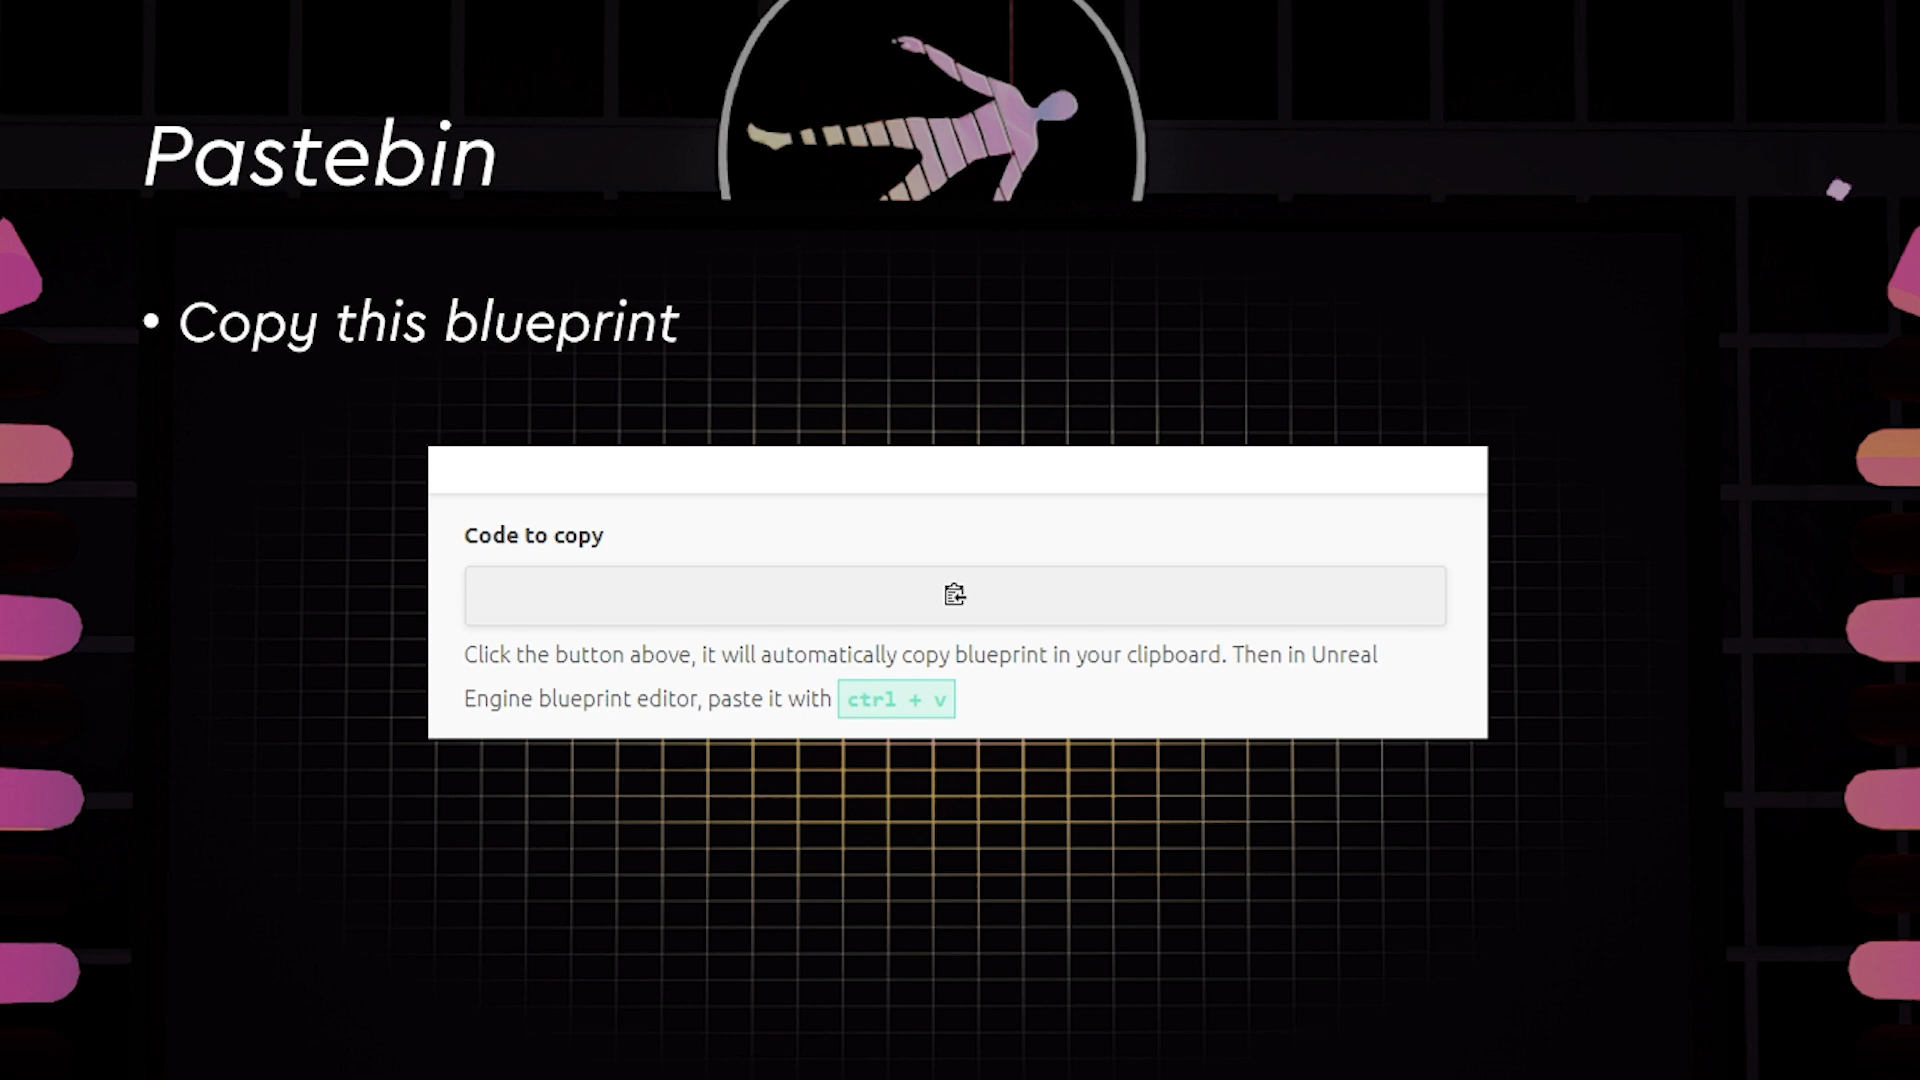 Pastebin
• Copy this blueprint
Code to copy
Click the button above, it will automatically copy blueprint in your clipboard. Then in Unreal
Engine blueprint editor, paste it with ctrl + v